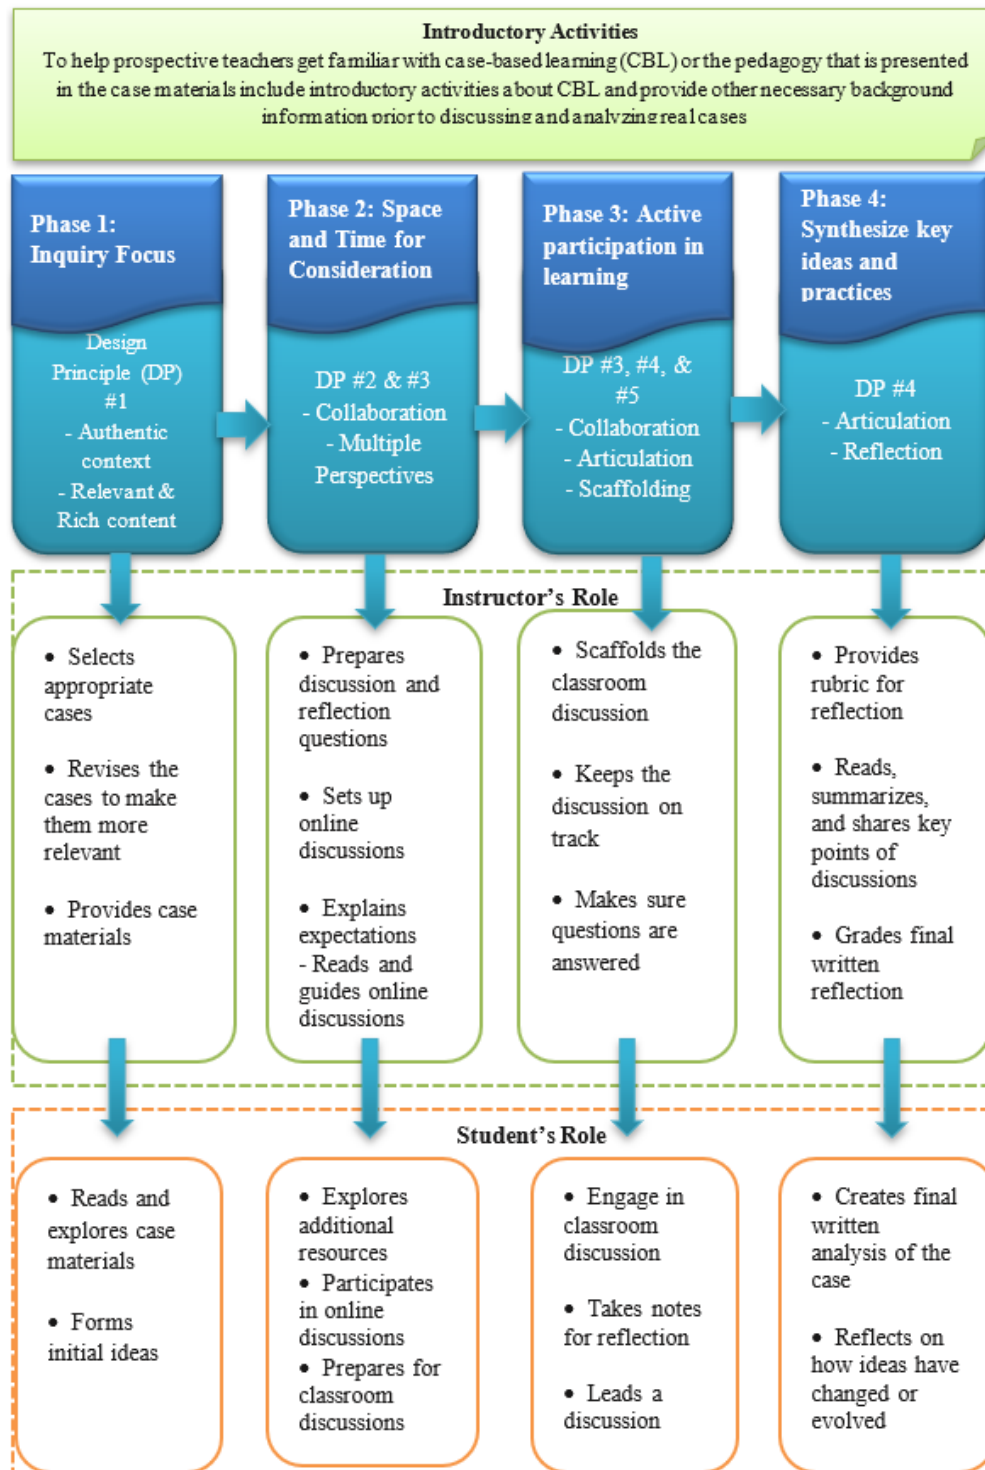 Introductory Activities
To help prospective teachers get familiar with case-based learning (CBL) or the pedagogy that is presented
in the case materials include introductory activities about CBL and provide other necessary background
information prior to discussing and analyzing real cases
Phase 1:
Inquiry Focus
Design
Principle (DP)
#1
- Authentic
context
- Relevant &
Rich content
Phase 2: Space
and Time for
Consideration
DP #2 & #3
- Collaboration
- Multiple
Perspectives
Phase 3: Active
participation in
learning
DP #3, #4, &
#5
- Collaboration
- Articulation
- Scaffolding
Phase 4:
Synthesize key
ideas and
practices
DP #4
- Articulation
- Reflection
Instructor's Role
• Selects
appropriate
cases
• Revises the
cases to make
them more
relevant
• Provides case
materials
• Prepares
discussion and
reflection
questions
• Sets up
online
discussions
• Explains
expectations
- Reads and
guides online
discussions
• Scaffolds the
classroom
discussion
• Keeps the
discussion on
track
• Makes sure
questions are
answered
• Provides
rubric for
reflection
• Reads,
summarizes,
and shares key
points of
discussions
• Grades final
written
reflection
Student's Role
• Reads and
explores case
materials
• Forms
initial ideas
• Explores
additional
resources
• Participates
in online
discussions
• Prepares for
classroom
discussions
• Engage in
classroom
discussion
• Takes notes
for reflection
• Leads a
discussion
• Creates final
written
analysis of the
case
• Reflects on
how ideas have
changed or
evolved